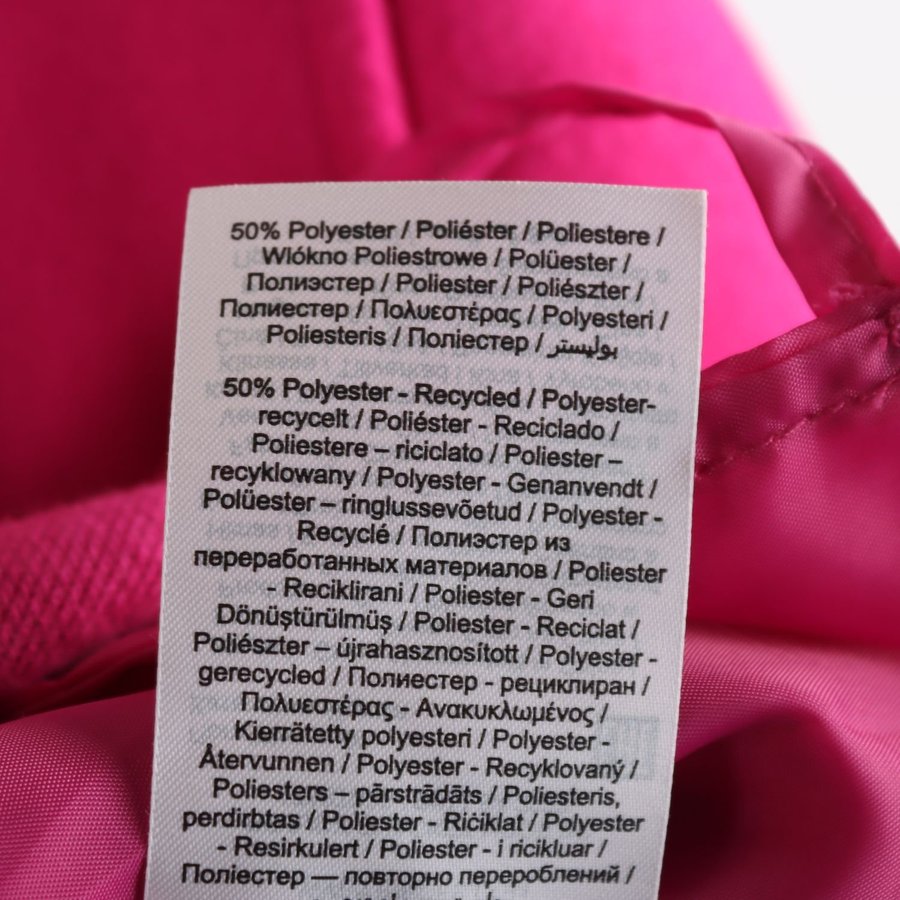 50% Polyester / Poliéster / Poliestere /
Wlókno Poliestrowe / Polüester /
Полиэстер / Poliester / Poliészter /
Полиестер / Πολυεστέρας / Polyesteri /
Poliesteris / Поліестер / بوليستر
50% Polyester - Recycled / Polyester-
recycelt / Poliéster - Reciclado /
Poliestere – riciclato / Poliester –
recyklowany / Polyester - Genanvendt /
Polüester – ringlussevõetud / Polyester -
Recyclé / Полиэстер из
переработанных материалов / Poliester
- Reciklirani / Poliester - Geri
Dönüştürülmüş / Poliester - Reciclat /
Poliészter – újrahasznosított / Polyester -
gerecycled / Полиестер - рециклиран /
Πολυεστέρας - Ανακυκλωμένος /
Kierrätetty polyesteri / Polyester -
Återvunnen / Polyester - Recyklovaný /
Poliesters – pārstrādāts / Poliesteris,
perdirbtas / Poliester - Riċiklat / Polyester
- Resirkulert / Poliester - i ricikluar /
Поліестер — повторно перероблений /